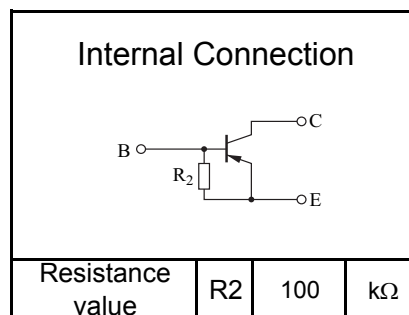 Internal Connection
C
B
R2
E
Resistance value R2 100 kΩ